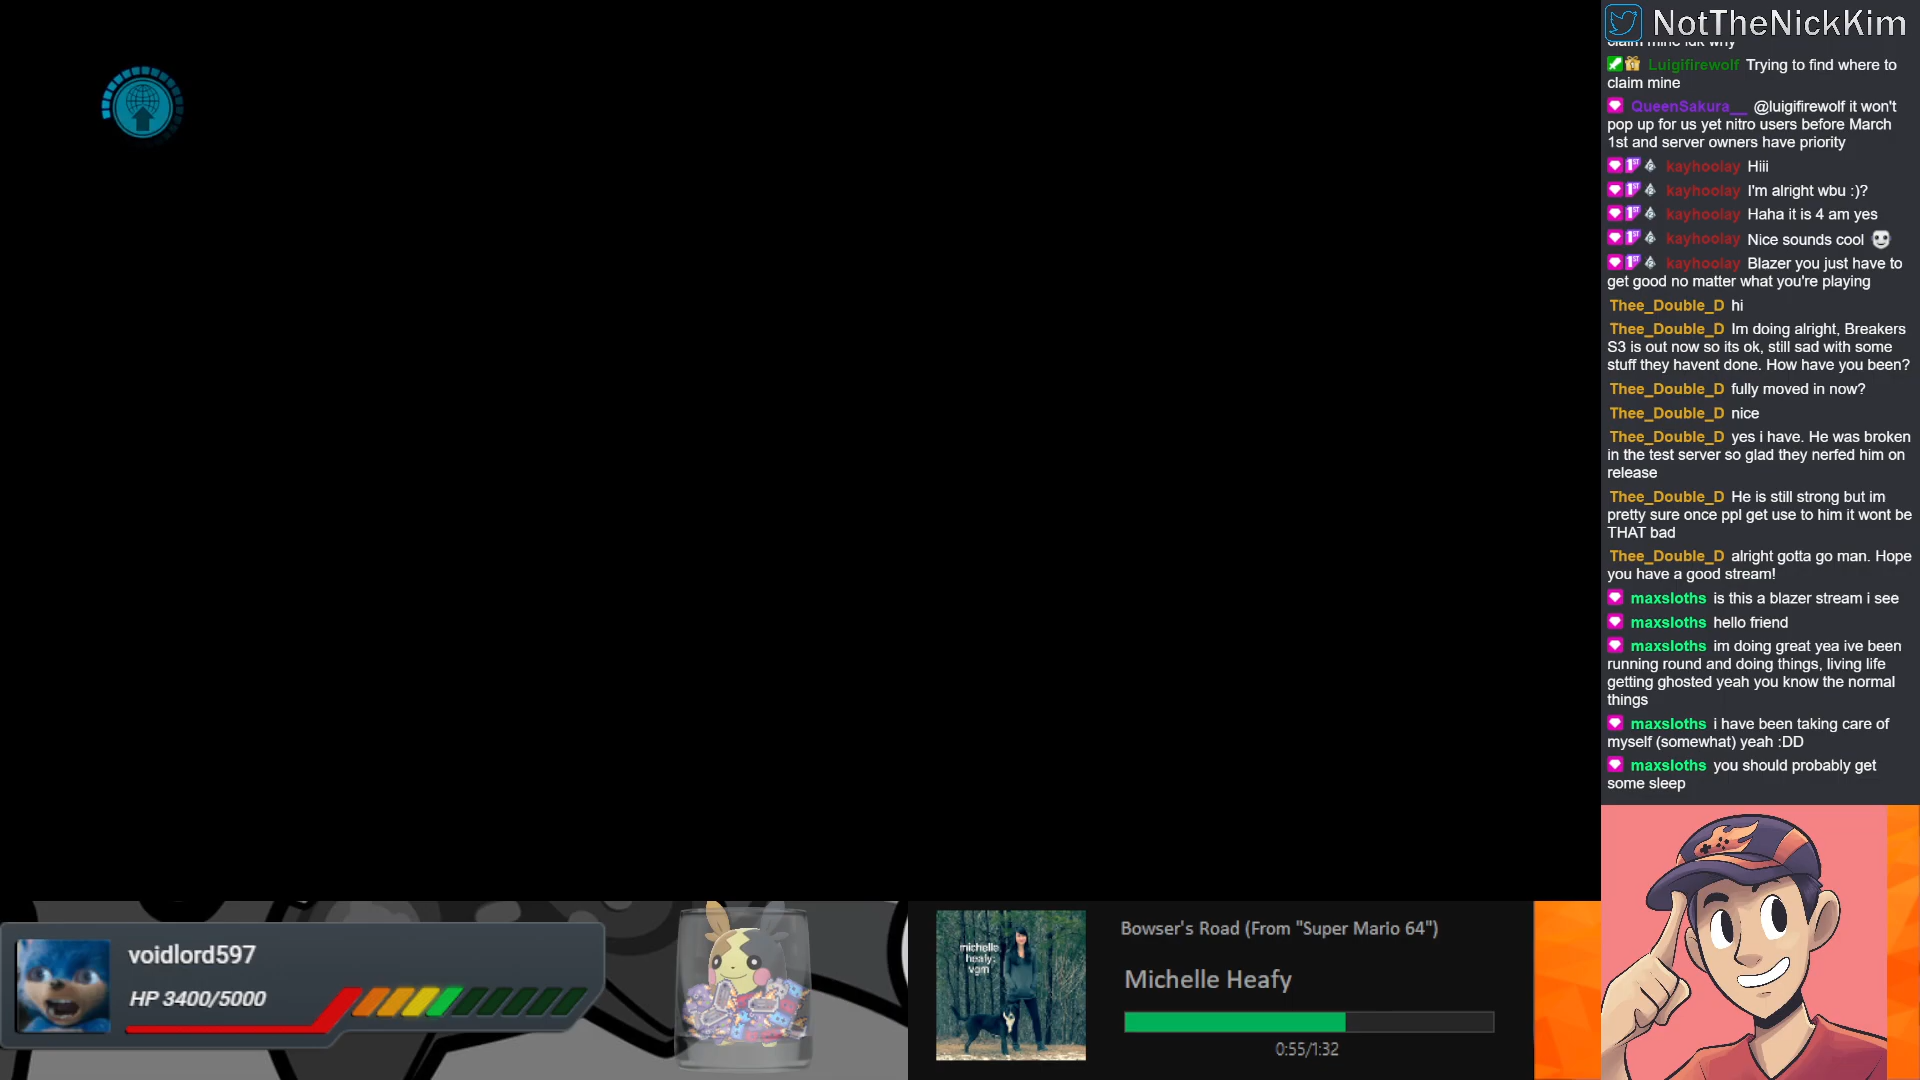 NotTheNickKim
claim mine idk why
Luigifirewolf Trying to find where to
claim mine
QueenSakura__ @luigifirewolf it won't
pop up for us yet nitro users before March
1st and server owners have priority
kayhoolay Hiii
kayhoolay I'm alright wbu :)?
kayhoolay Haha it is 4 am yes
kayhoolay Nice sounds cool
kayhoolay Blazer you just have to
get good no matter what you're playing
Thee_Double_D hi
Thee_Double_D Im doing alright, Breakers
S3 is out now so its ok, still sad with some
stuff they havent done. How have you been?
Thee_Double_D fully moved in now?
Thee_Double_D nice
Thee_Double_D yes i have. He was broken
in the test server so glad they nerfed him on
release
Thee_Double_D He is still strong but im
pretty sure once ppl get use to him it wont be
THAT bad
Thee_Double_D alright gotta go man. Hope
you have a good stream!
maxsloths is this a blazer stream i see
maxsloths hello friend
maxsloths im doing great yea ive been
running round and doing things, living life
getting ghosted yeah you know the normal
things
maxsloths i have been taking care of
myself (somewhat) yeah :DD
maxsloths you should probably get
some sleep
voidlord597
HP 3400/5000
michelle
heafy:
vgm
Bowser's Road (From "Super Mario 64")
Michelle Heafy
0:55/1:32